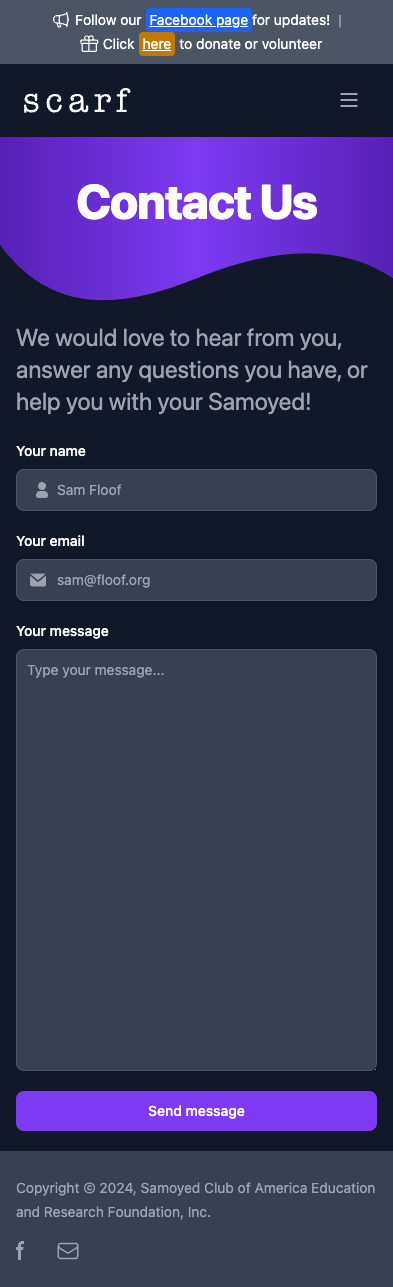 Follow our Facebook page for updates! |
Click here to donate or volunteer
scarf
Contact Us
We would love to hear from you,
answer any questions you have, or
help you with your Samoyed!
Your name
Sam Floof
Your email
sam@floof.org
Your message
Type your message...
Send message
Copyright © 2024, Samoyed Club of America Education
and Research Foundation, Inc.